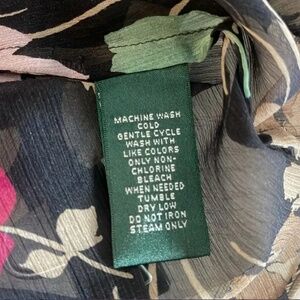 MACHINE WASH
COLD
GENTLE CYCLE
WASH WITH
LIKE COLORS
ONLY NON-
CHLORINE
BLEACH
WHEN NEEDED
TUMBLE
DRY LOW
DO NOT IRON
STEAM ONLY